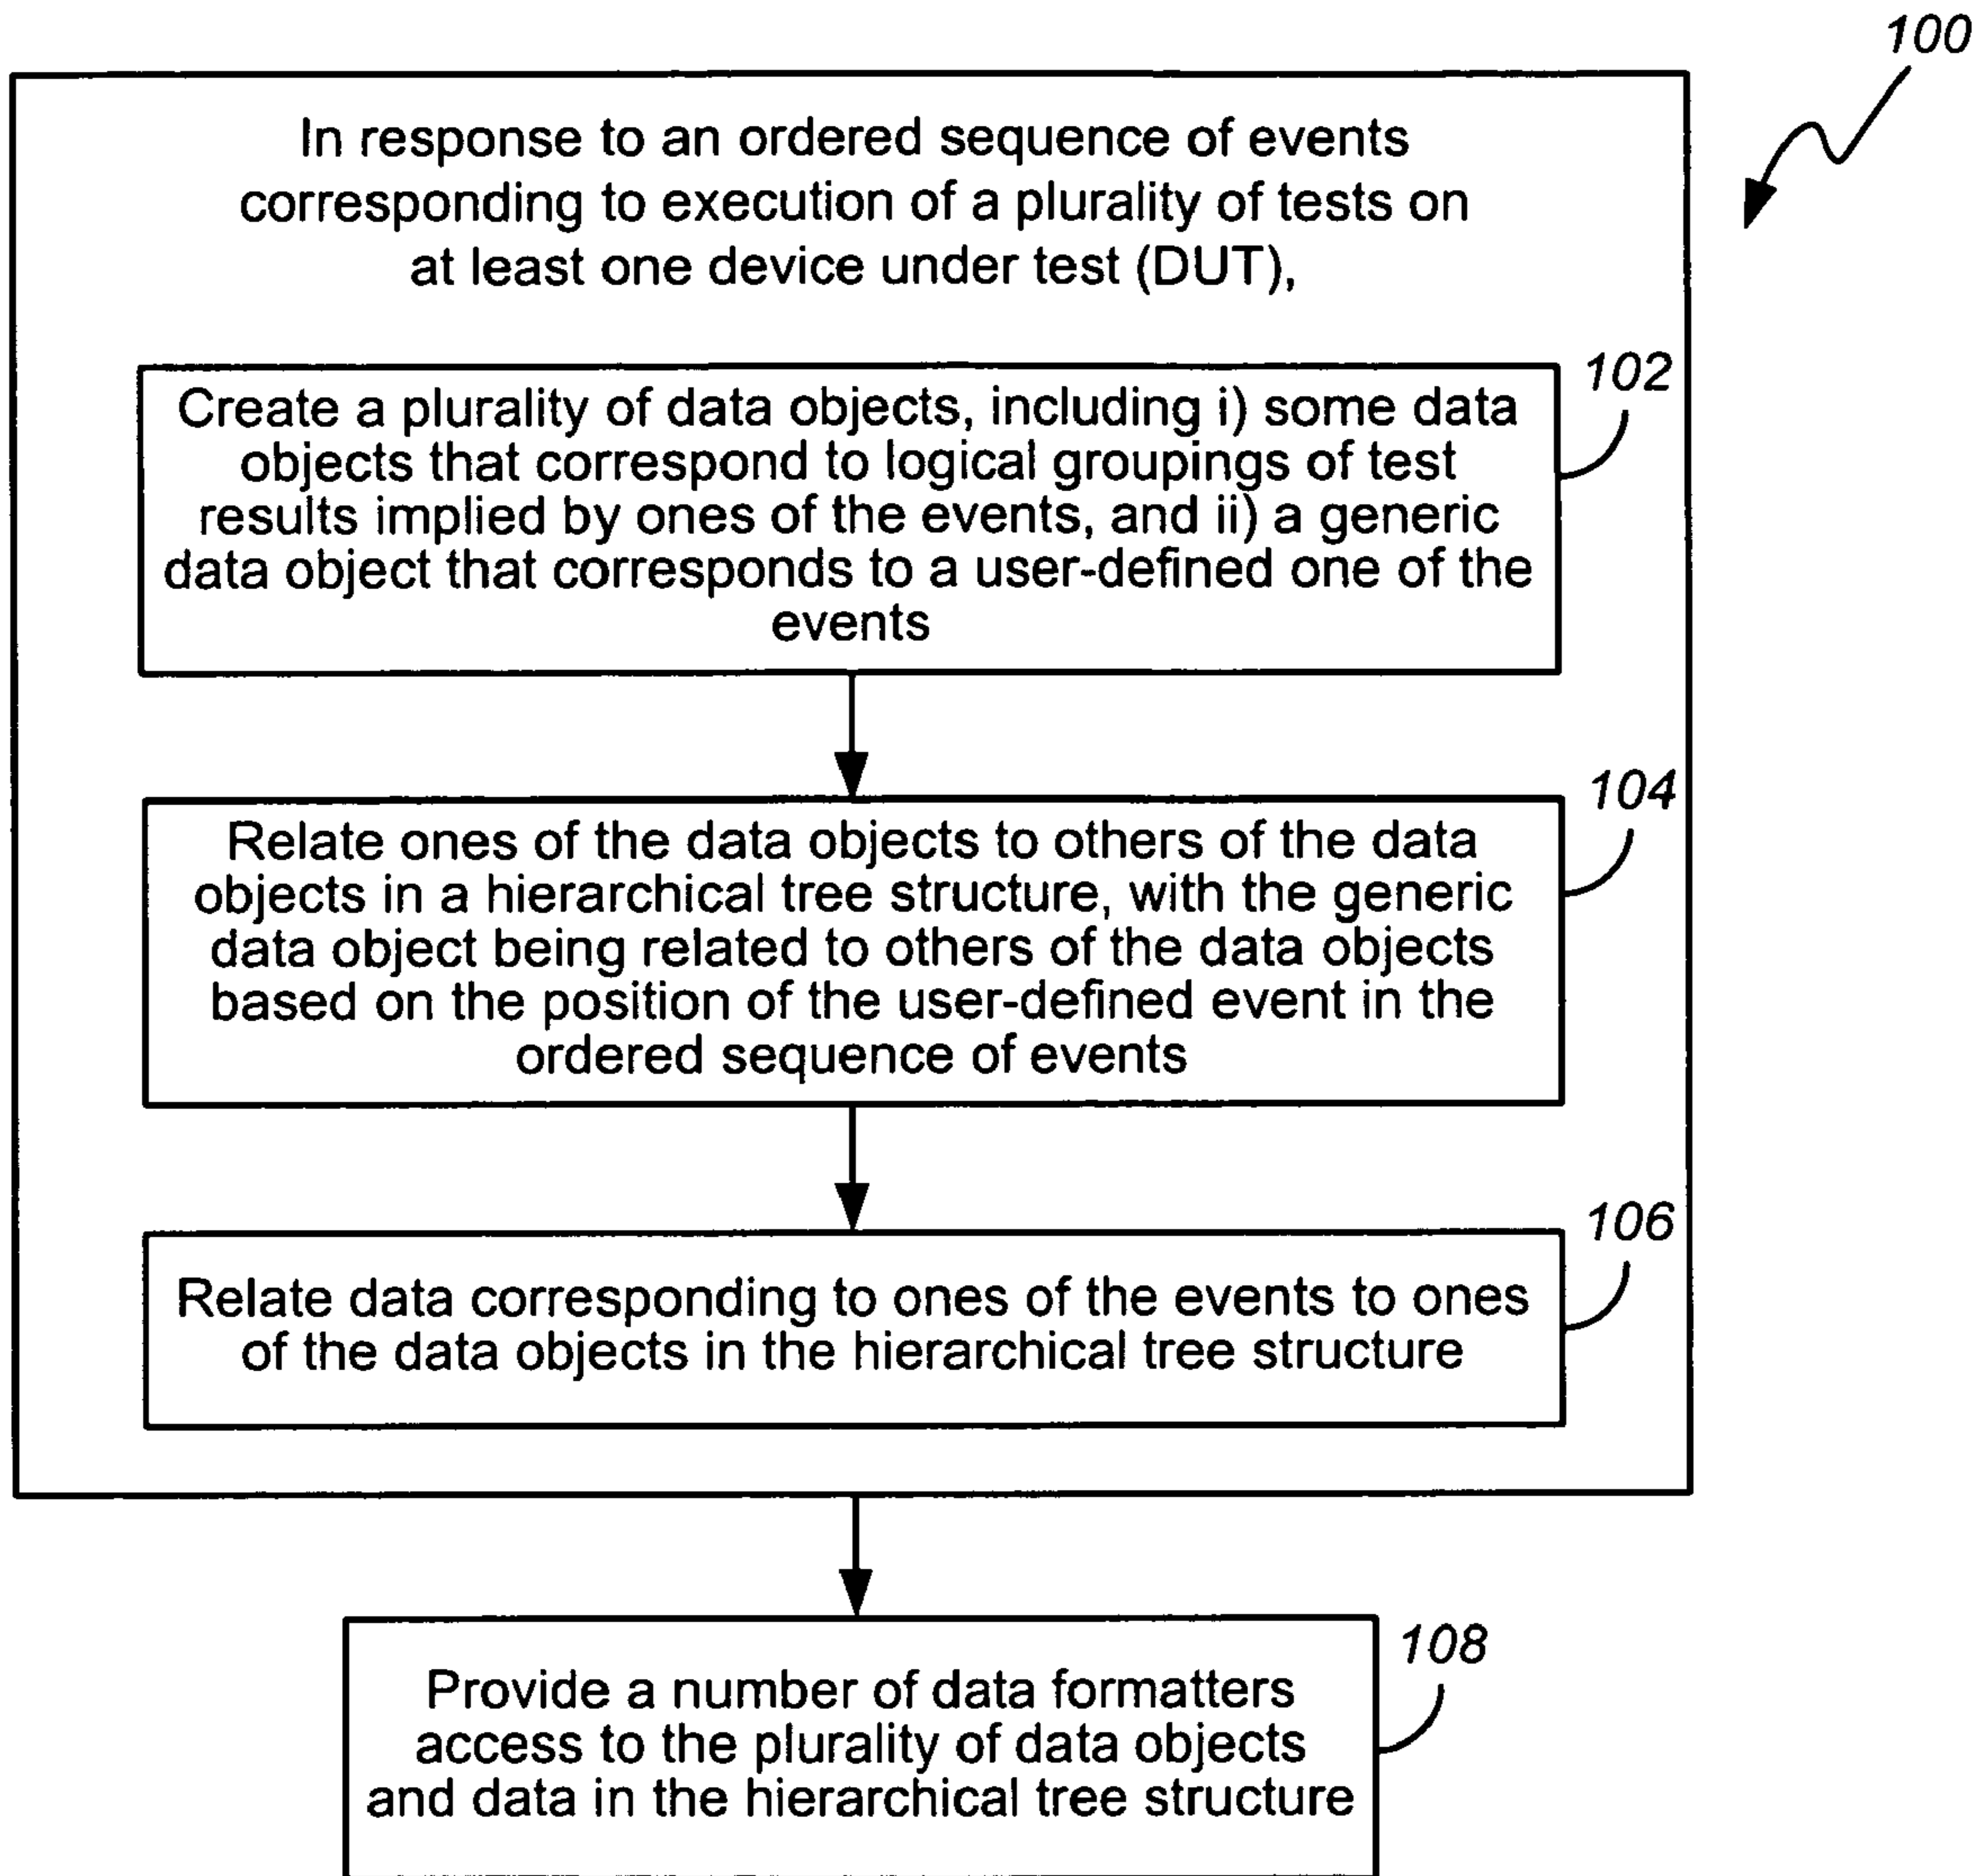 100
In response to an ordered sequence of events
corresponding to execution of a plurality of tests on
at least one device under test (DUT),
102
Create a plurality of data objects, including i) some data
objects that correspond to logical groupings of test
results implied by ones of the events, and ii) a generic
data object that corresponds to a user-defined one of the
events
104
Relate ones of the data objects to others of the data
objects in a hierarchical tree structure, with the generic
data object being related to others of the data objects
based on the position of the user-defined event in the
ordered sequence of events
106
Relate data corresponding to ones of the events to ones
of the data objects in the hierarchical tree structure
108
Provide a number of data formatters
access to the plurality of data objects
and data in the hierarchical tree structure